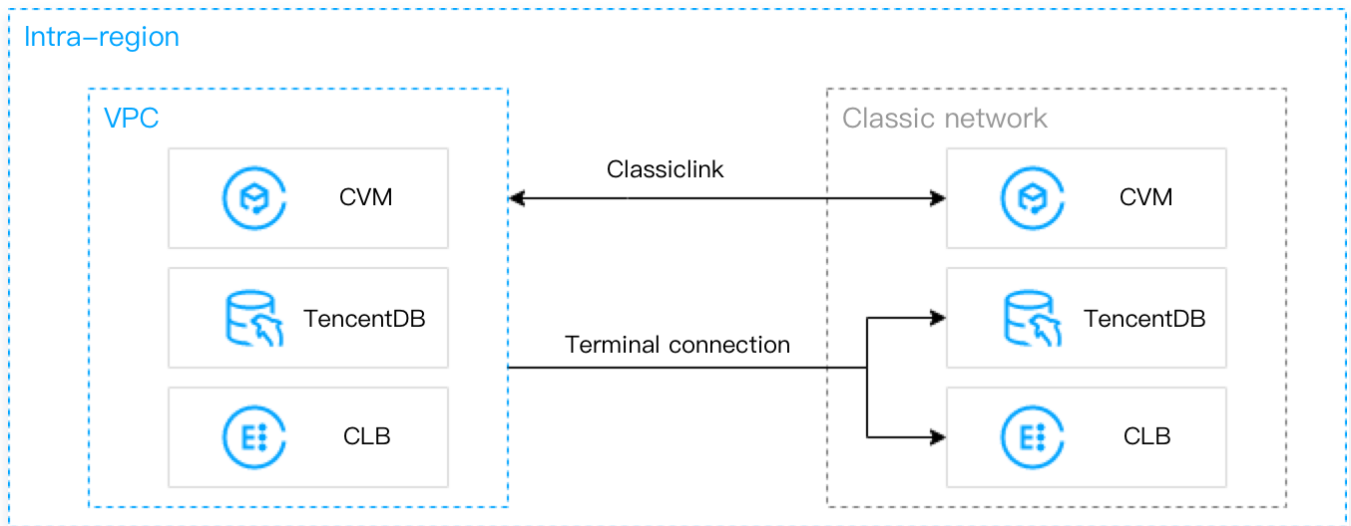 Intra-region
VPC
Classic network
CVM
Classiclink
CVM
TencentDB
Terminal connection
TencentDB
CLB
CLB